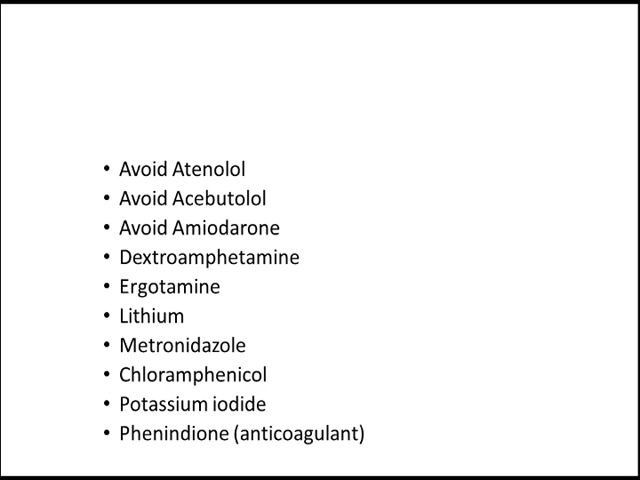 • Avoid Atenolol
• Avoid Acebutolol
• Avoid Amiodarone
• Dextroamphetamine
• Ergotamine
• Lithium
• Metronidazole
• Chloramphenicol
• Potassium iodide
• Phenindione (anticoagulant)